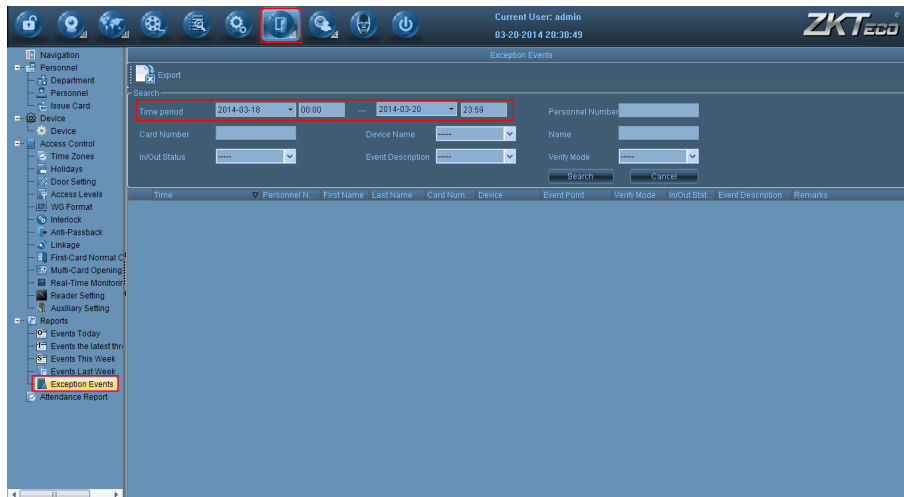 Current User: admin
03-20-2014 20:30:49
ZKTeco
Navigation
Personnel
Department
Personnel
Issue Card
Device
Device
Access Control
Time Zones
Holidays
Door Setting
Access Levels
WG Format
Interlock
Anti-Passback
Linkage
First-Card Normal O
Multi-Card Opening
Real-Time Monitorin
Reader Setting
Auxiliary Setting
Reports
Events Today
Events the latest thre
Events This Week
Events Last Week
Exception Events
Attendance Report
Exception Events
Export
Search
Time period 2014-03-18 00:00 --- 2014-03-20 23:59 Personnel Number
Card Number Device Name ----- Name
In/Out Status ----- Event Description ----- Verify Mode -----
Search Cancel
Time Personnel N... First Name Last Name Card Num... Device Event Point Verify Mode In/Out Stat... Event Description Remarks